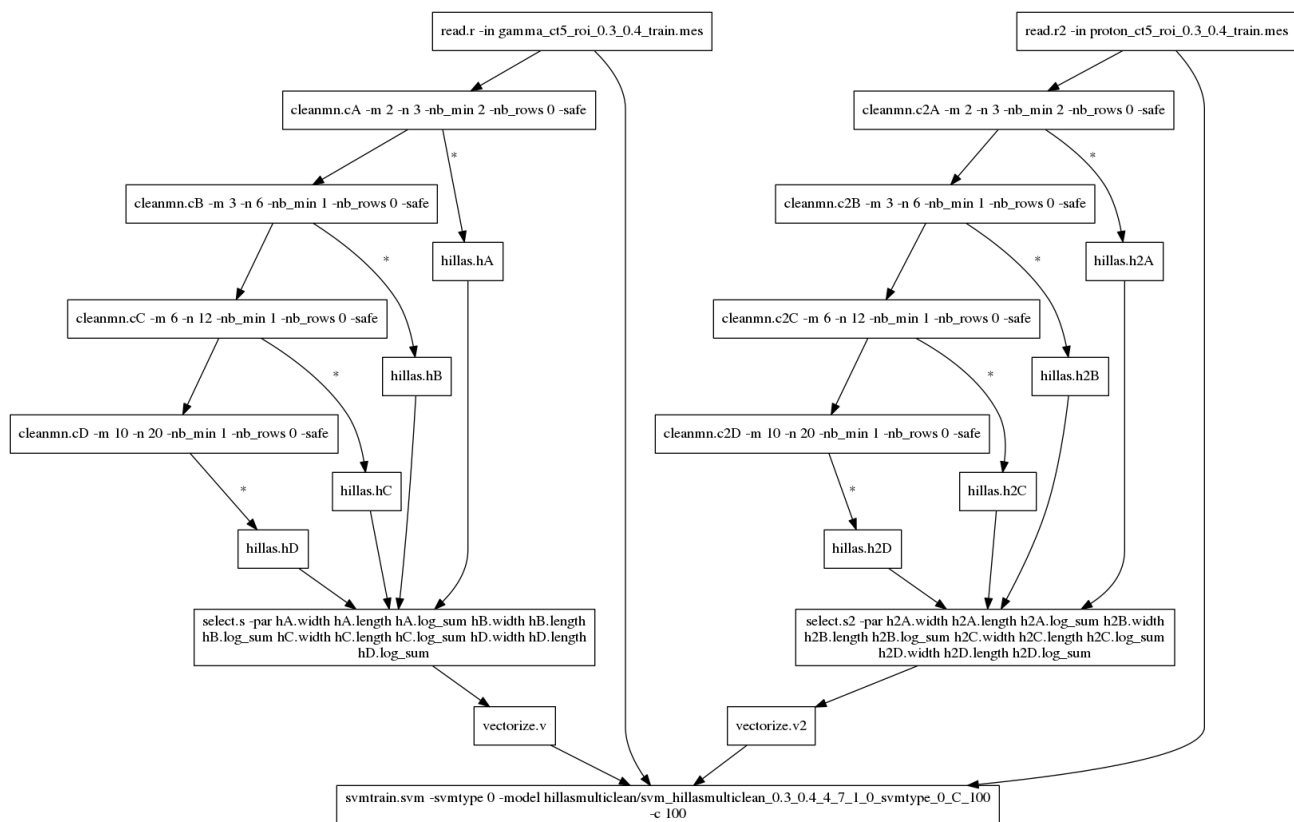 read.r -in gamma_ct5_roi_0.3_0.4_train.mes
read.r2 -in proton_ct5_roi_0.3_0.4_train.mes
cleanmn.cA -m 2 -n 3 -nb_min 2 -nb_rows 0 -safe
cleanmn.c2A -m 2 -n 3 -nb_min 2 -nb_rows 0 -safe
*
*
cleanmn.cB -m 3 -n 6 -nb_min 1 -nb_rows 0 -safe
cleanmn.c2B -m 3 -n 6 -nb_min 1 -nb_rows 0 -safe
*
hillas.hA
*
hillas.h2A
cleanmn.cC -m 6 -n 12 -nb_min 1 -nb_rows 0 -safe
cleanmn.c2C -m 6 -n 12 -nb_min 1 -nb_rows 0 -safe
*
hillas.hB
*
hillas.h2B
cleanmn.cD -m 10 -n 20 -nb_min 1 -nb_rows 0 -safe
cleanmn.c2D -m 10 -n 20 -nb_min 1 -nb_rows 0 -safe
*
hillas.hC
*
hillas.h2C
hillas.hD
hillas.h2D
select.s -par hA.width hA.length hA.log_sum hB.width hB.length
hB.log_sum hC.width hC.length hC.log_sum hD.width hD.length
hD.log_sum
select.s2 -par h2A.width h2A.length h2A.log_sum h2B.width
h2B.length h2B.log_sum h2C.width h2C.length h2C.log_sum
h2D.width h2D.length h2D.log_sum
vectorize.v
vectorize.v2
svmtrain.svm -svmtype 0 -model hillasmulticlean/svm_hillasmulticlean_0.3_0.4_4_7_1_0_svmtype_0_C_100
-c 100